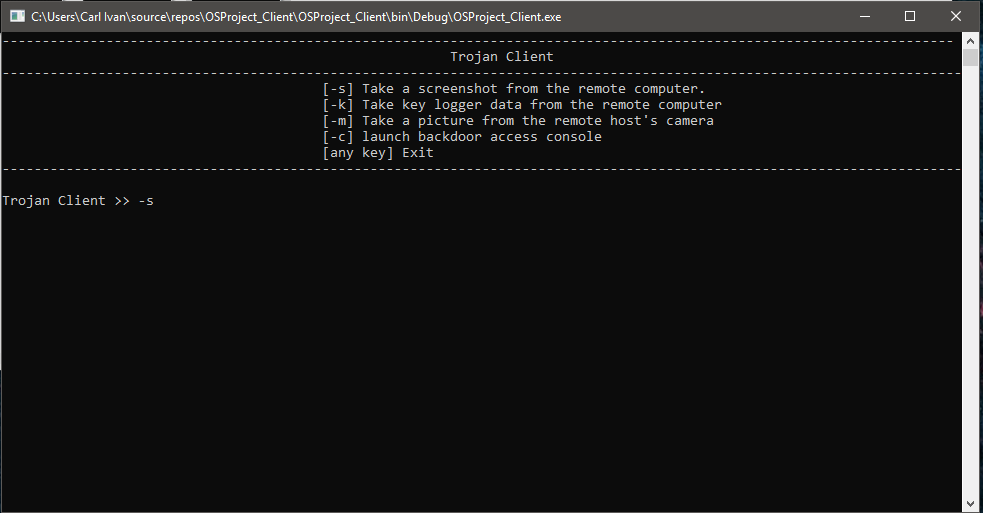 C:\Users\Carl Ivan\source\repos\OSProject_Client\OSProject_Client\bin\Debug\OSProject_Client.exe
Trojan Client
[-s] Take a screenshot from the remote computer.
[-k] Take key logger data from the remote computer
[-m] Take a picture from the remote host's camera
[-c] launch backdoor access console
[any key] Exit
Trojan Client >> -s